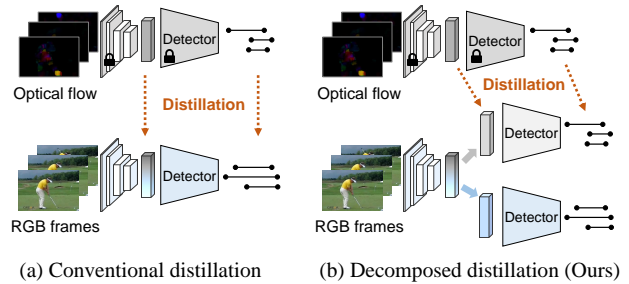 Detector
Optical flow
Distillation
Detector
RGB frames
(a) Conventional distillation
Detector
Optical flow
Distillation
Detector
Detector
RGB frames
(b) Decomposed distillation (Ours)